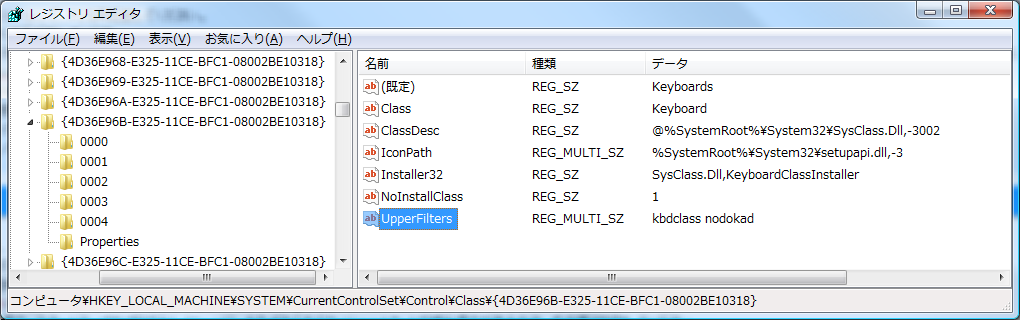 レジストリ エディタ
ファイル(F) 編集(E) 表示(V) お気に入り(A) ヘルプ(H)
{4D36E968-E325-11CE-BFC1-08002BE10318}
{4D36E969-E325-11CE-BFC1-08002BE10318}
{4D36E96A-E325-11CE-BFC1-08002BE10318}
{4D36E96B-E325-11CE-BFC1-08002BE10318}
0000
0001
0002
0003
0004
Properties
{4D36E96C-E325-11CE-BFC1-08002BE10318}
名前 種類 データ
(既定) REG_SZ Keyboards
Class REG_SZ Keyboard
ClassDesc REG_SZ @%SystemRoot%¥System32¥SysClass.Dll,-3002
IconPath REG_MULTI_SZ %SystemRoot%¥System32¥setupapi.dll,-3
Installer32 REG_SZ SysClass.Dll,KeyboardClassInstaller
NoInstallClass REG_SZ 1
UpperFilters REG_MULTI_SZ kbdclass nodokad
コンピュータ¥HKEY_LOCAL_MACHINE¥SYSTEM¥CurrentControlSet¥Control¥Class¥{4D36E96B-E325-11CE-BFC1-08002BE10318}